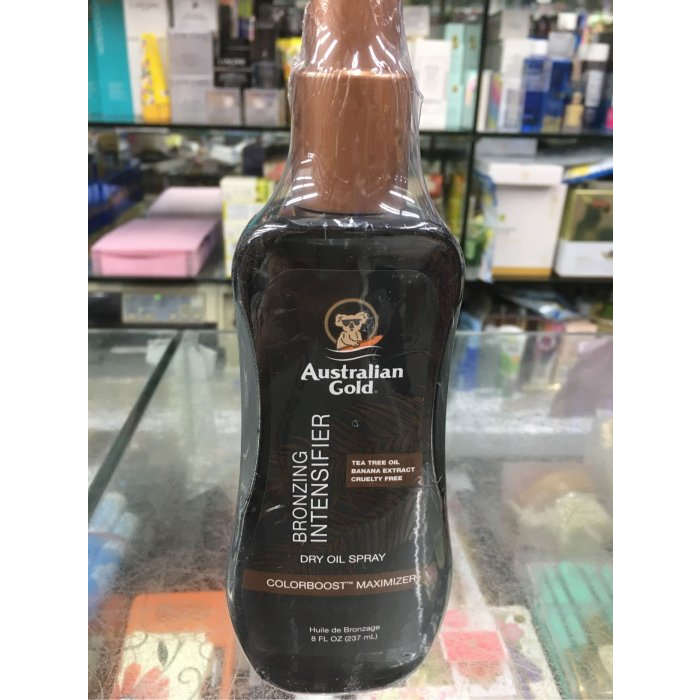 Australian
Gold
BRONZING
INTENSIFIER
TEA TREE OIL
BANANA EXTRACT
CRUELTY FREE
DRY OIL SPRAY
COLORBOOST™ MAXIMIZER
Huile de Bronzage
8 FL OZ (237 mL)